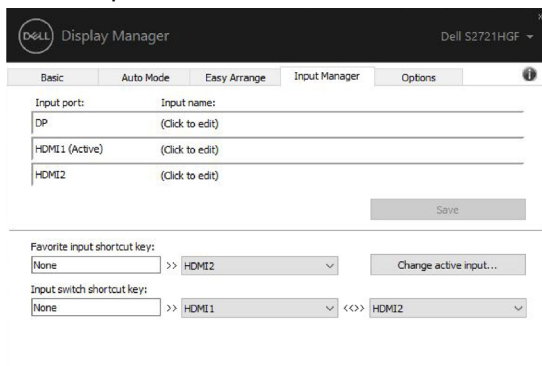 DELL Display Manager
Dell S2721HGF
Basic Auto Mode Easy Arrange Input Manager Options
Input port: Input name:
DP (Click to edit)
HDMI1 (Active) (Click to edit)
HDMI2 (Click to edit)
Save
Favorite input shortcut key:
None >> HDMI2 Change active input...
Input switch shortcut key:
None >> HDMI1 <<>> HDMI2